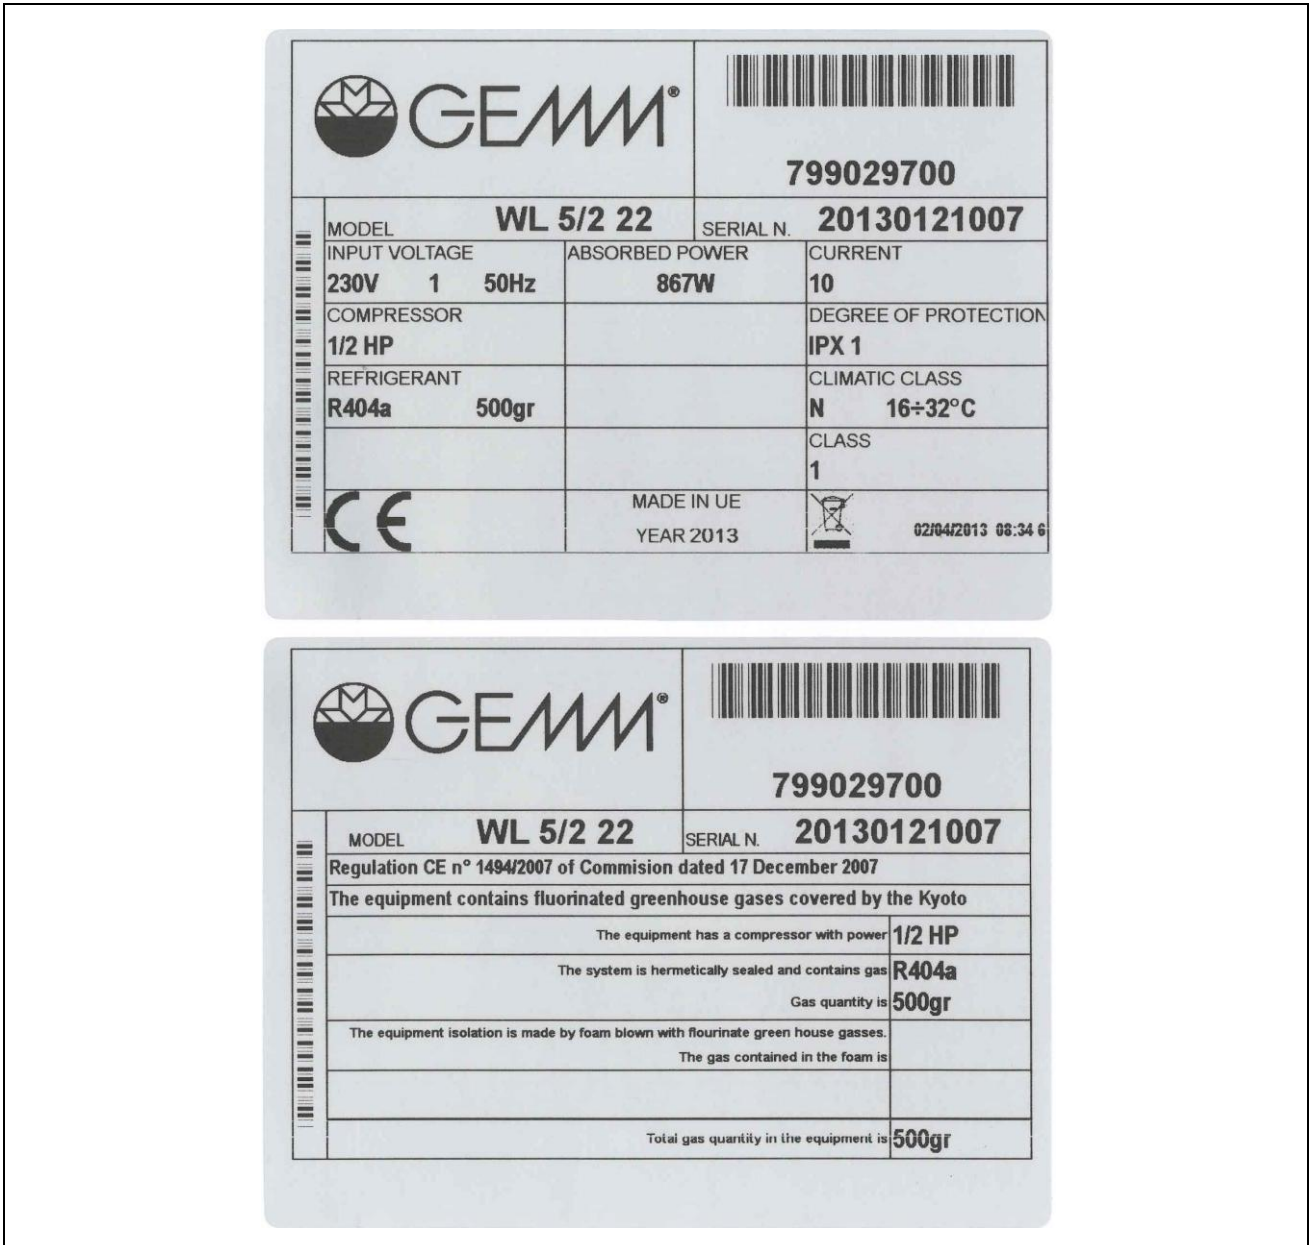 GEMM®
799029700
MODEL WL 5/2 22 SERIAL N. 20130121007
INPUT VOLTAGE ABSORBED POWER CURRENT
230V 1 50Hz 867W 10
COMPRESSOR DEGREE OF PROTECTION
1/2 HP IPX 1
REFRIGERANT CLIMATIC CLASS
R404a 500gr N 16÷32°C
CLASS
1
CE MADE IN UE
YEAR 2013 02/04/2013 08:34 6
GEMM®
799029700
MODEL WL 5/2 22 SERIAL N. 20130121007
Regulation CE n° 1494/2007 of Commision dated 17 December 2007
The equipment contains fluorinated greenhouse gases covered by the Kyoto
The equipment has a compressor with power 1/2 HP
The system is hermetically sealed and contains gas R404a
Gas quantity is 500gr
The equipment isolation is made by foam blown with flourinate green house gasses.
The gas contained in the foam is
Total gas quantity in the equipment is 500gr